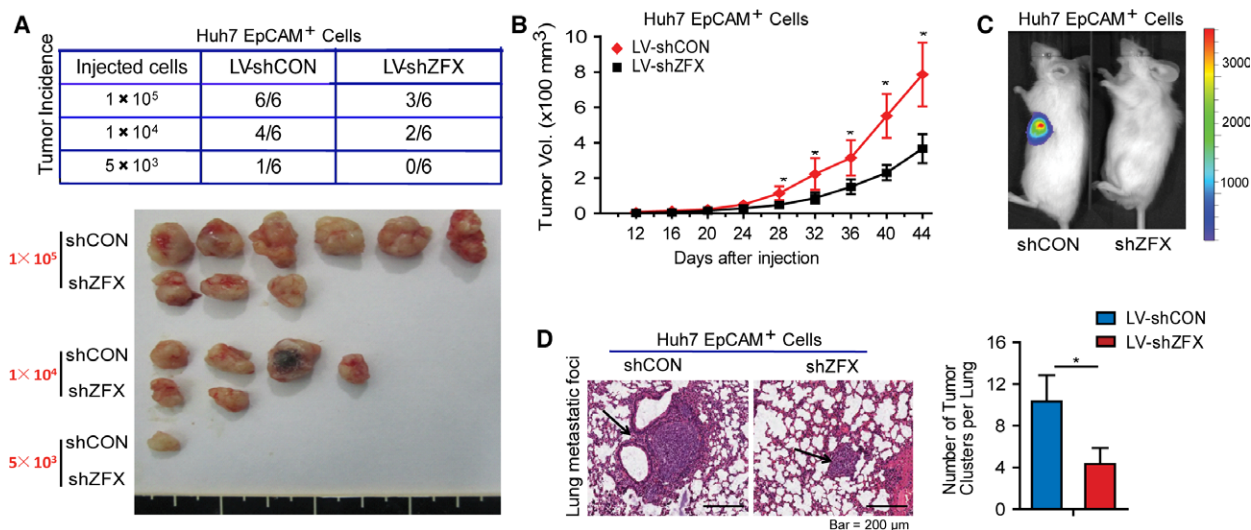 A
Huh7 EpCAM⁺ Cells
Tumor Incidence
Injected cells LV-shCON LV-shZFX
1 × 10⁵ 6/6 3/6
1 × 10⁴ 4/6 2/6
5 × 10³ 1/6 0/6
1× 10⁵
shCON
shZFX
1× 10⁴
shCON
shZFX
5× 10³
shCON
shZFX
B
Huh7 EpCAM⁺ Cells
LV-shCON
LV-shZFX
Tumor Vol. (x100 mm³)
10
8
6
4
2
0
* * * * *
12 16 20 24 28 32 36 40 44
Days after injection
C
Huh7 EpCAM⁺ Cells
shCON shZFX
3000
2000
1000
D
Huh7 EpCAM⁺ Cells
shCON shZFX
Lung metastatic foci
Bar = 200 µm
LV-shCON
LV-shZFX
Number of Tumor
Clusters per Lung
16
12
8
4
0
*